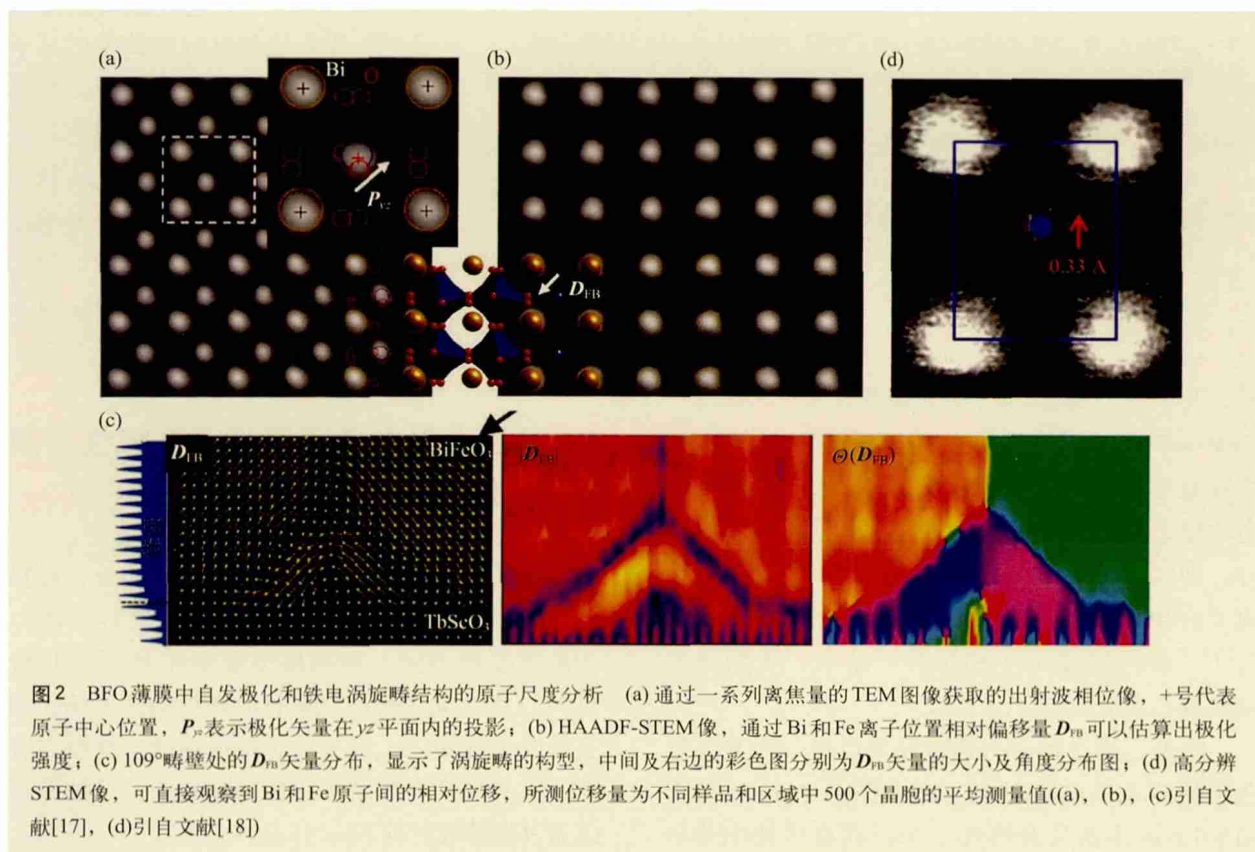 (a)
Bi
O
P_yz
(b)
D_FB
(d)
0.33 Å
(c)
D_FB
BiFeO₃
TbScO₃
|D_FB|
Θ(D_FB)
图2 BFO薄膜中自发极化和铁电涡旋畴结构的原子尺度分析 (a)通过一系列离焦量的TEM图像获取的出射波相位像，+号代表
原子中心位置，P_yz表示极化矢量在yz平面内的投影；(b) HAADF-STEM像，通过Bi和Fe离子位置相对偏移量D_FB可以估算出极化
强度；(c) 109°畴壁处的D_FB矢量分布，显示了涡旋畴的构型，中间及右边的彩色图分别为D_FB矢量的大小及角度分布图；(d) 高分辨
STEM像，可直接观察到Bi和Fe原子间的相对位移，所测位移量为不同样品和区域中500个晶胞的平均测量值((a), (b), (c)引自文
献[17], (d)引自文献[18])